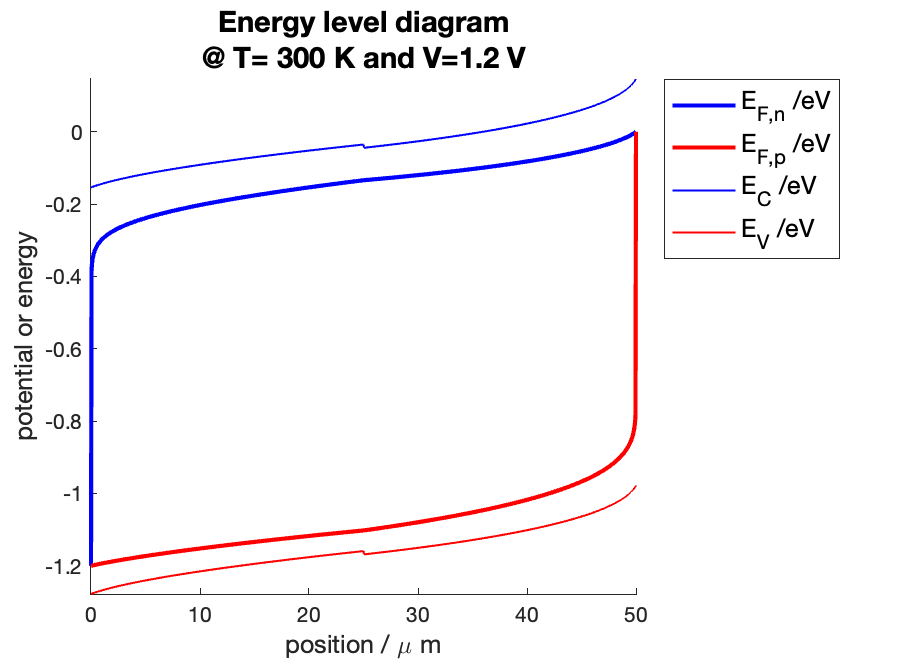 Energy level diagram
@ T= 300 K and V=1.2 V
E_F,n /eV
E_F,p /eV
E_C /eV
E_V /eV
potential or energy
0
-0.2
-0.4
-0.6
-0.8
-1
-1.2
0 10 20 30 40 50
position / μ m